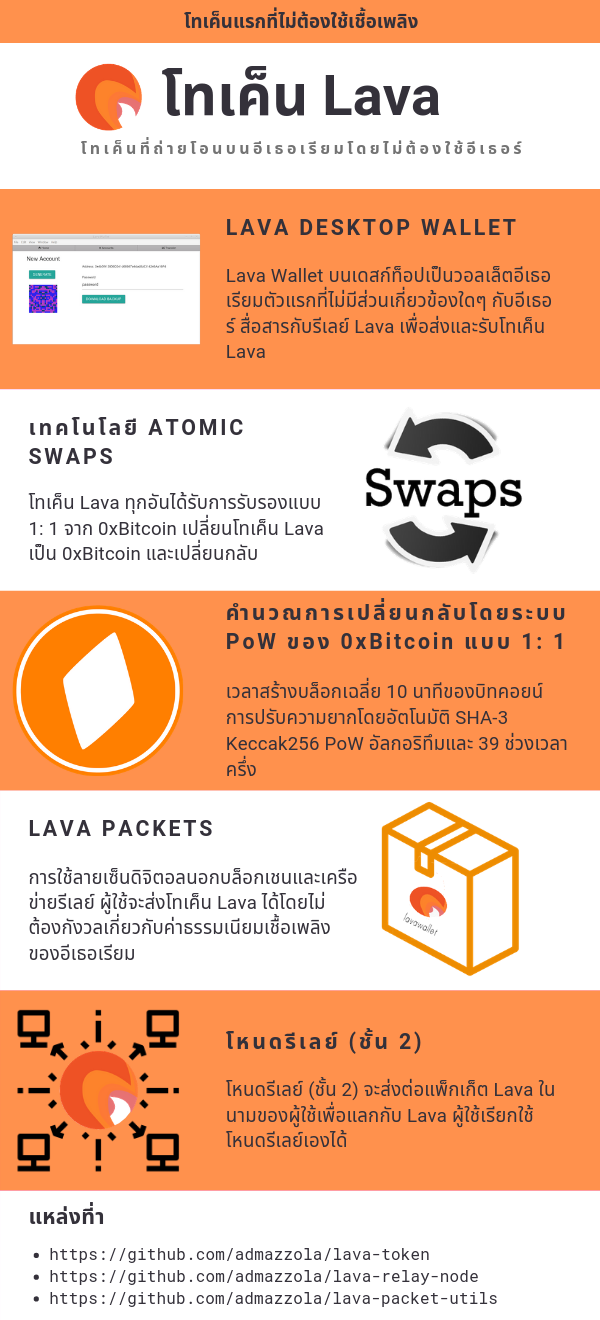 โทเค็นแรกที่ไม่ต้องใช้เชื้อเพลิง
โทเค็น Lava
โทเค็นที่ถ่ายโอนบนอีเธอเรียมโดยไม่ต้องใช้อีเธอร์
LAVA DESKTOP WALLET
New Account
password
Lava Wallet บนเดสก์ท็อปเป็นวอลเล็ตอีเธอ
เรียมตัวแรกที่ไม่มีส่วนเกี่ยวข้องใดๆ กับอีเธอ
ร์ สื่อสารกับรีเลย์ Lava เพื่อส่งและรับโทเค็น
Lava
เทคโนโลยี ATOMIC
SWAPS
โทเค็น Lava ทุกอันได้รับการรับรองแบบ
1: 1 จาก 0xBitcoin เปลี่ยนโทเค็น Lava
เป็น 0xBitcoin และเปลี่ยนกลับ
Swaps
คำนวณการเปลี่ยนกลับโดยระบบ
PoW ของ 0xBitcoin แบบ 1: 1
เวลาสร้างบล็อกเฉลี่ย 10 นาทีของบิทคอยน์
การปรับความยากโดยอัตโนมัติ SHA-3
Keccak256 PoW อัลกอริทึมและ 39 ช่วงเวลา
ครึ่ง
LAVA PACKETS
การใช้ลายเซ็นดิจิตอลนอกบล็อกเชนและเครือ
ข่ายรีเลย์ ผู้ใช้จะส่งโทเค็น Lava ได้โดยไม่
ต้องกังวลเกี่ยวกับค่าธรรมเนียมเชื้อเพลิง
ของอีเธอเรียม
lavawallet
โหนดรีเลย์ (ชั้น 2)
โหนดรีเลย์ (ชั้น 2) จะส่งต่อแพ็กเก็ต Lava ใน
นามของผู้ใช้เพื่อแลกกับ Lava ผู้ใช้เรียกใช้
โหนดรีเลย์เองได้
แหล่งที่า
https://github.com/admazzola/lava-token
https://github.com/admazzola/lava-relay-node
https://github.com/admazzola/lava-packet-utils